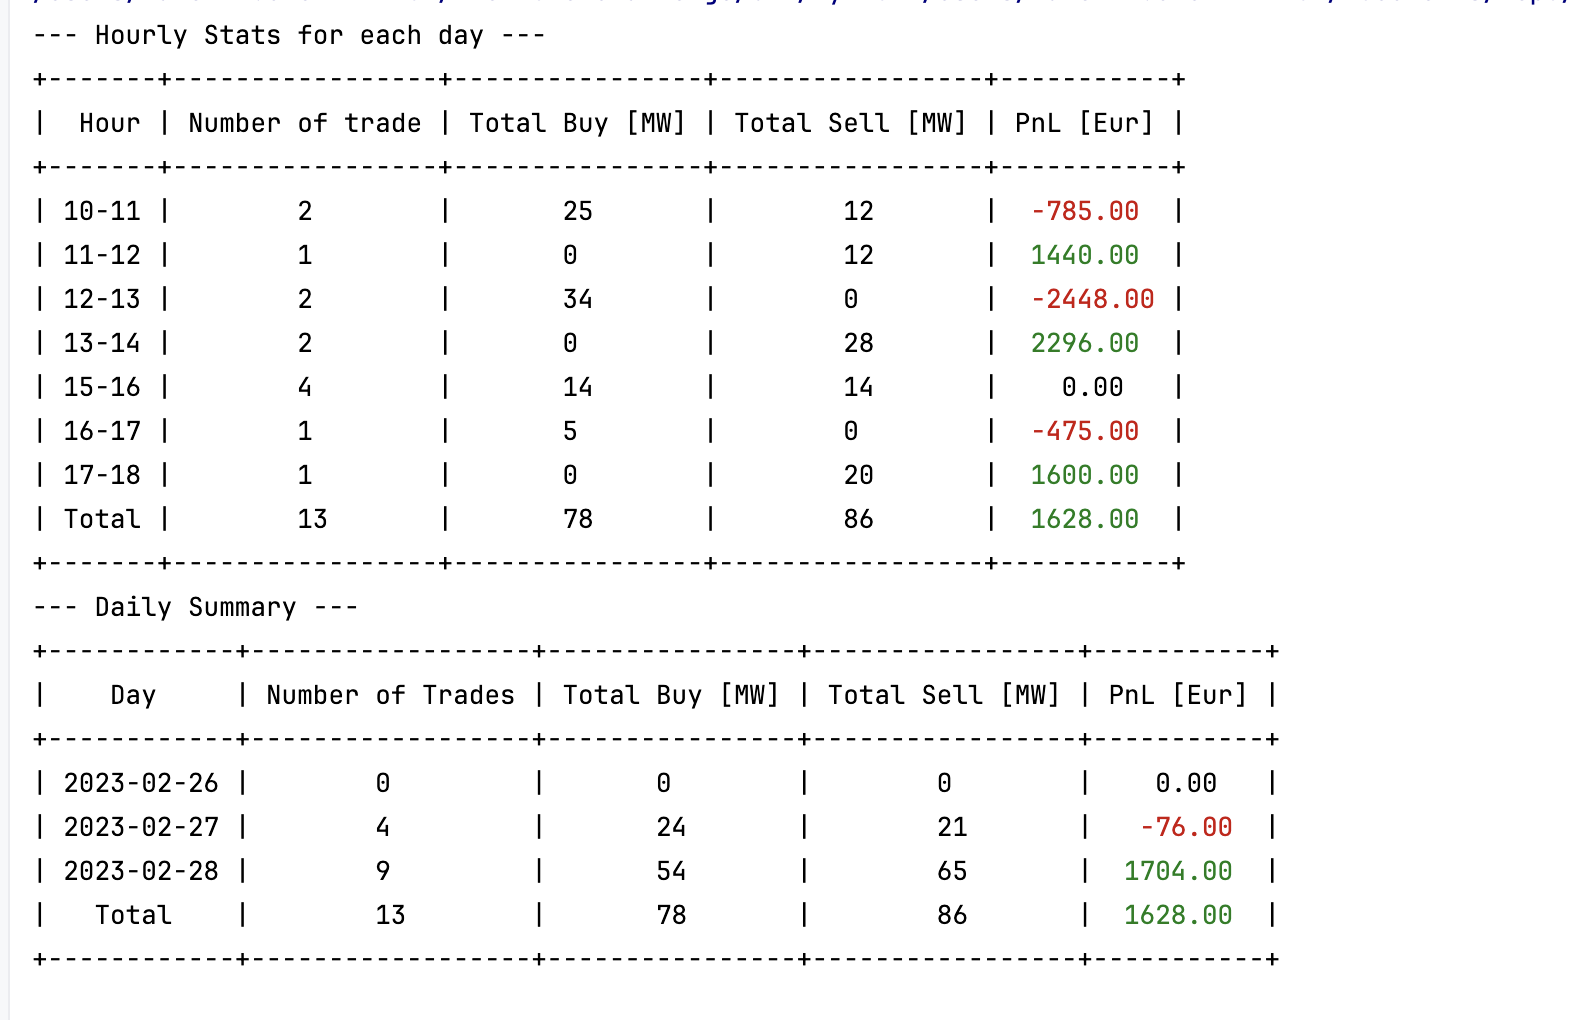 --- Hourly Stats for each day ---
+-------+-----------------+----------------+-----------------+-----------+
|  Hour | Number of trade | Total Buy [MW] | Total Sell [MW] | PnL [Eur] |
+-------+-----------------+----------------+-----------------+-----------+
| 10-11 |        2        |       25       |        12       |  -785.00  |
| 11-12 |        1        |       0        |        12       |  1440.00  |
| 12-13 |        2        |       34       |        0        |  -2448.00 |
| 13-14 |        2        |       0        |        28       |  2296.00  |
| 15-16 |        4        |       14       |        14       |    0.00   |
| 16-17 |        1        |       5        |        0        |  -475.00  |
| 17-18 |        1        |       0        |        20       |  1600.00  |
| Total |        13       |       78       |        86       |  1628.00  |
+-------+-----------------+----------------+-----------------+-----------+
--- Daily Summary ---
+------------+------------------+----------------+-----------------+-----------+
|    Day     | Number of Trades | Total Buy [MW] | Total Sell [MW] | PnL [Eur] |
+------------+------------------+----------------+-----------------+-----------+
| 2023-02-26 |        0         |       0        |        0        |    0.00   |
| 2023-02-27 |        4         |       24       |        21       |   -76.00  |
| 2023-02-28 |        9         |       54       |        65       |  1704.00  |
|   Total    |        13        |       78       |        86       |  1628.00  |
+------------+------------------+----------------+-----------------+-----------+